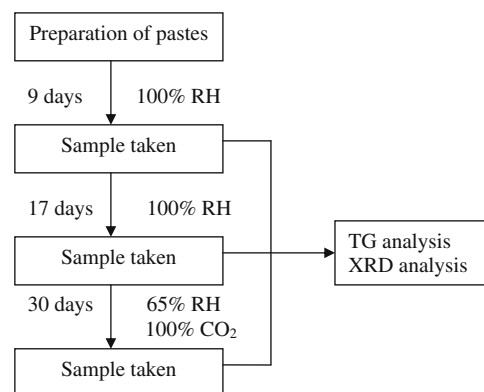 Preparation of pastes
9 days 100% RH
Sample taken
17 days 100% RH
Sample taken
TG analysis
XRD analysis
30 days 65% RH
100% CO₂
Sample taken